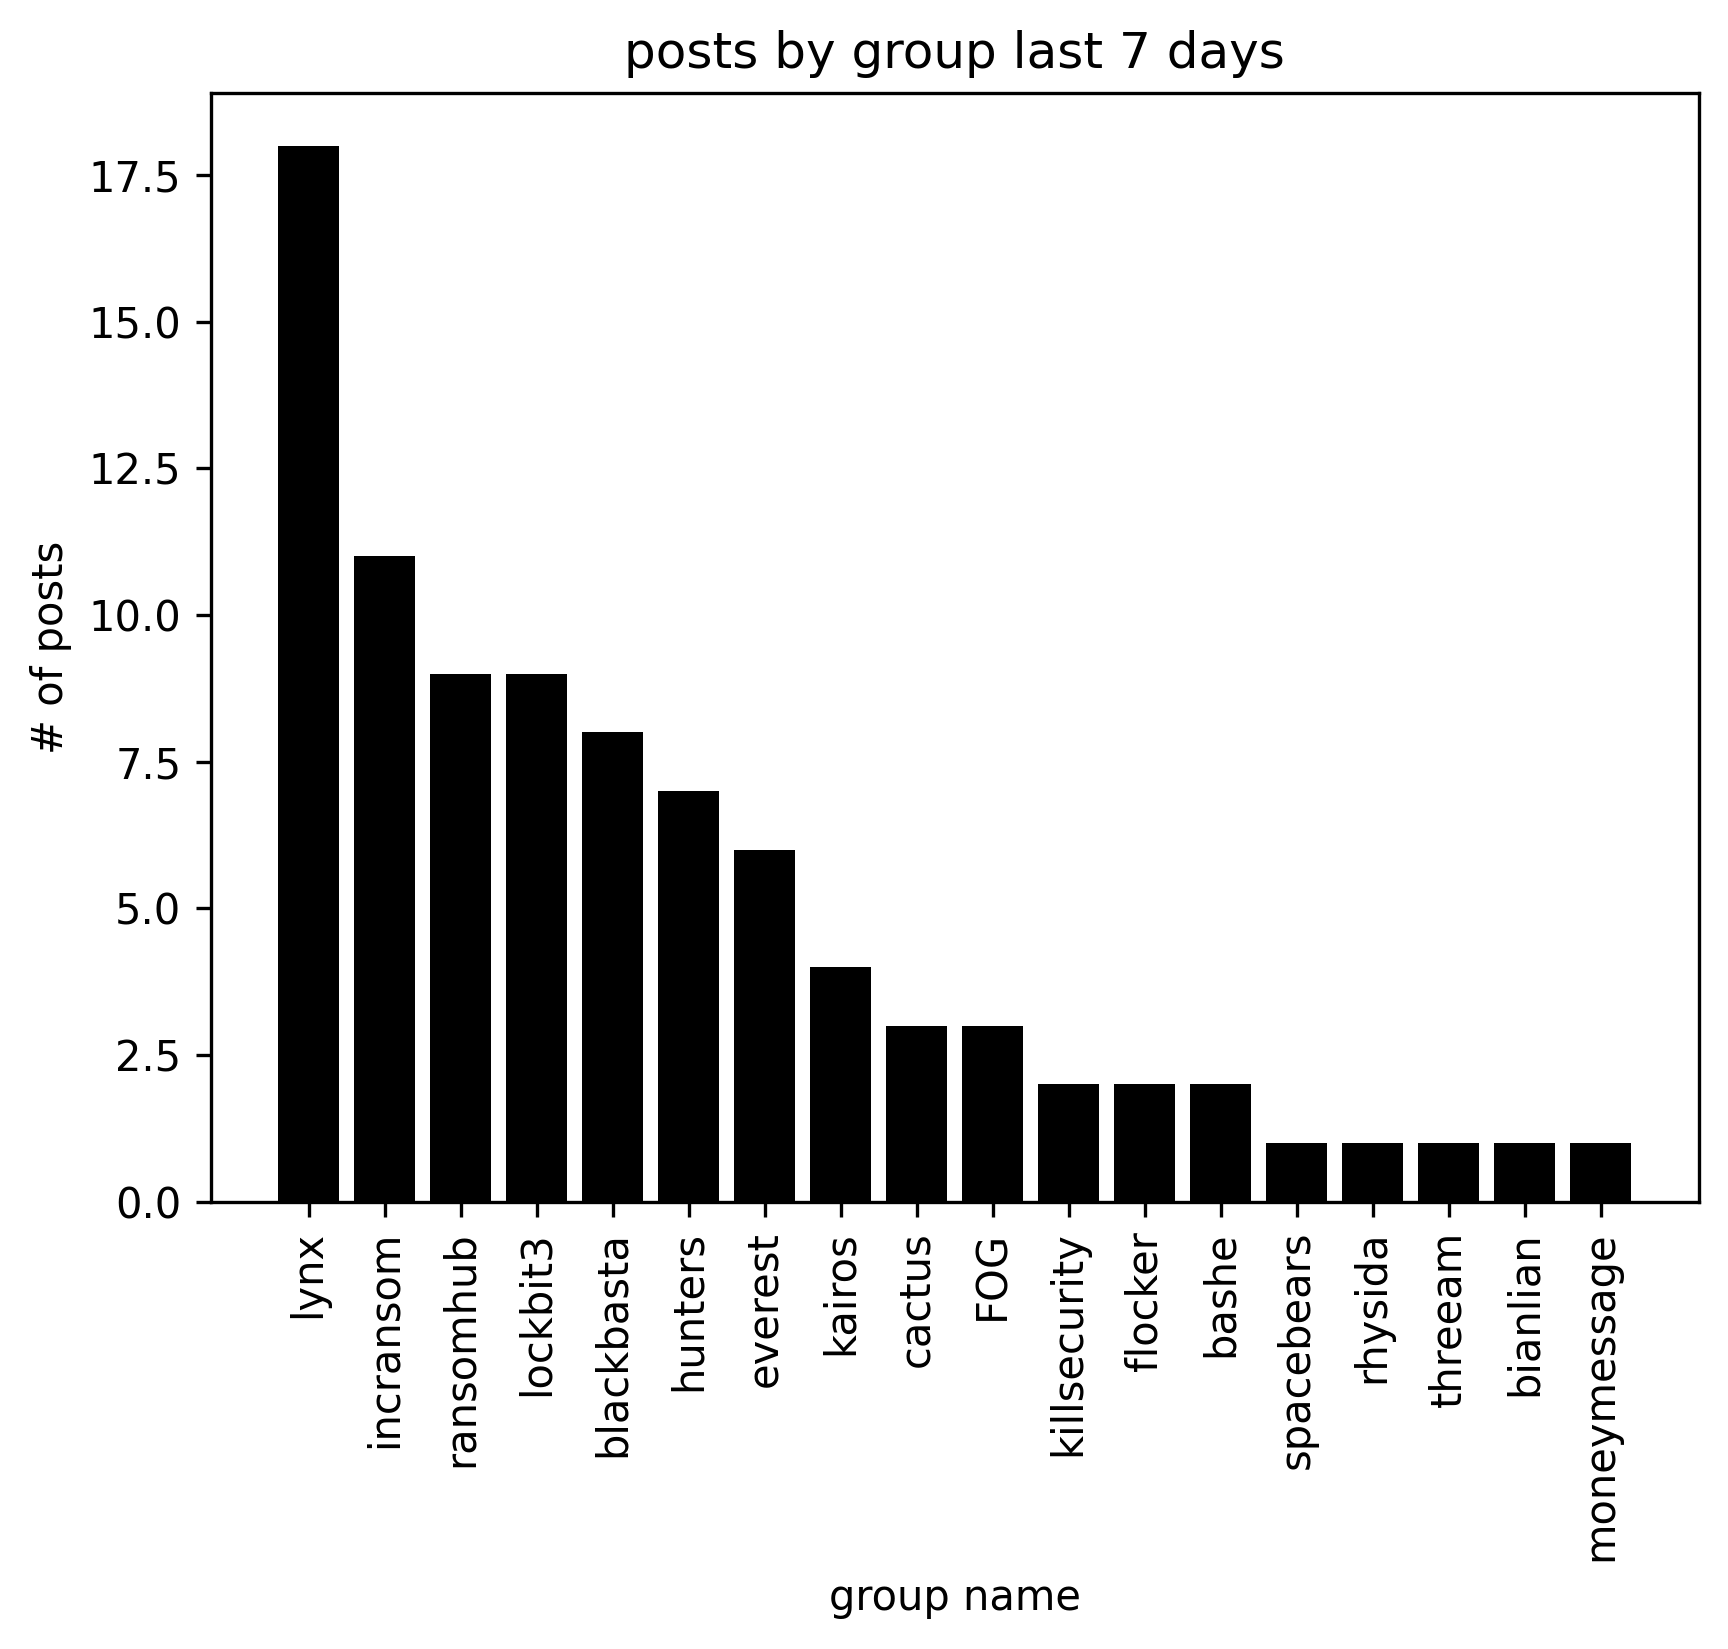 posts by group last 7 days
# of posts
17.5
15.0
12.5
10.0
7.5
5.0
2.5
0.0
lynx
incransom
ransomhub
lockbit3
blackbasta
hunters
everest
kairos
cactus
FOG
killsecurity
flocker
bashe
spacebears
rhysida
threeam
bianlian
moneymessage
group name